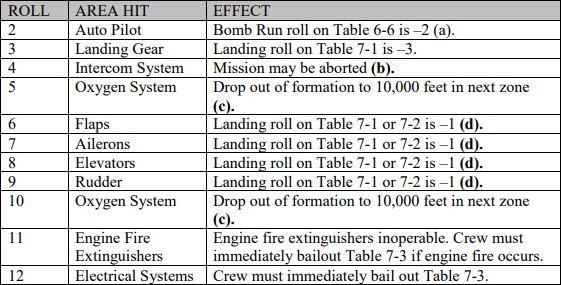 ROLL AREA HIT EFFECT
2 Auto Pilot Bomb Run roll on Table 6-6 is –2 (a).
3 Landing Gear Landing roll on Table 7-1 is –3.
4 Intercom System Mission may be aborted (b).
5 Oxygen System Drop out of formation to 10,000 feet in next zone
(c).
6 Flaps Landing roll on Table 7-1 or 7-2 is –1 (d).
7 Ailerons Landing roll on Table 7-1 or 7-2 is –1 (d).
8 Elevators Landing roll on Table 7-1 or 7-2 is –1 (d).
9 Rudder Landing roll on Table 7-1 or 7-2 is –1 (d).
10 Oxygen System Drop out of formation to 10,000 feet in next zone
(c).
11 Engine Fire Engine fire extinguishers inoperable. Crew must
Extinguishers immediately bailout Table 7-3 if engine fire occurs.
12 Electrical Systems Crew must immediately bail out Table 7-3.